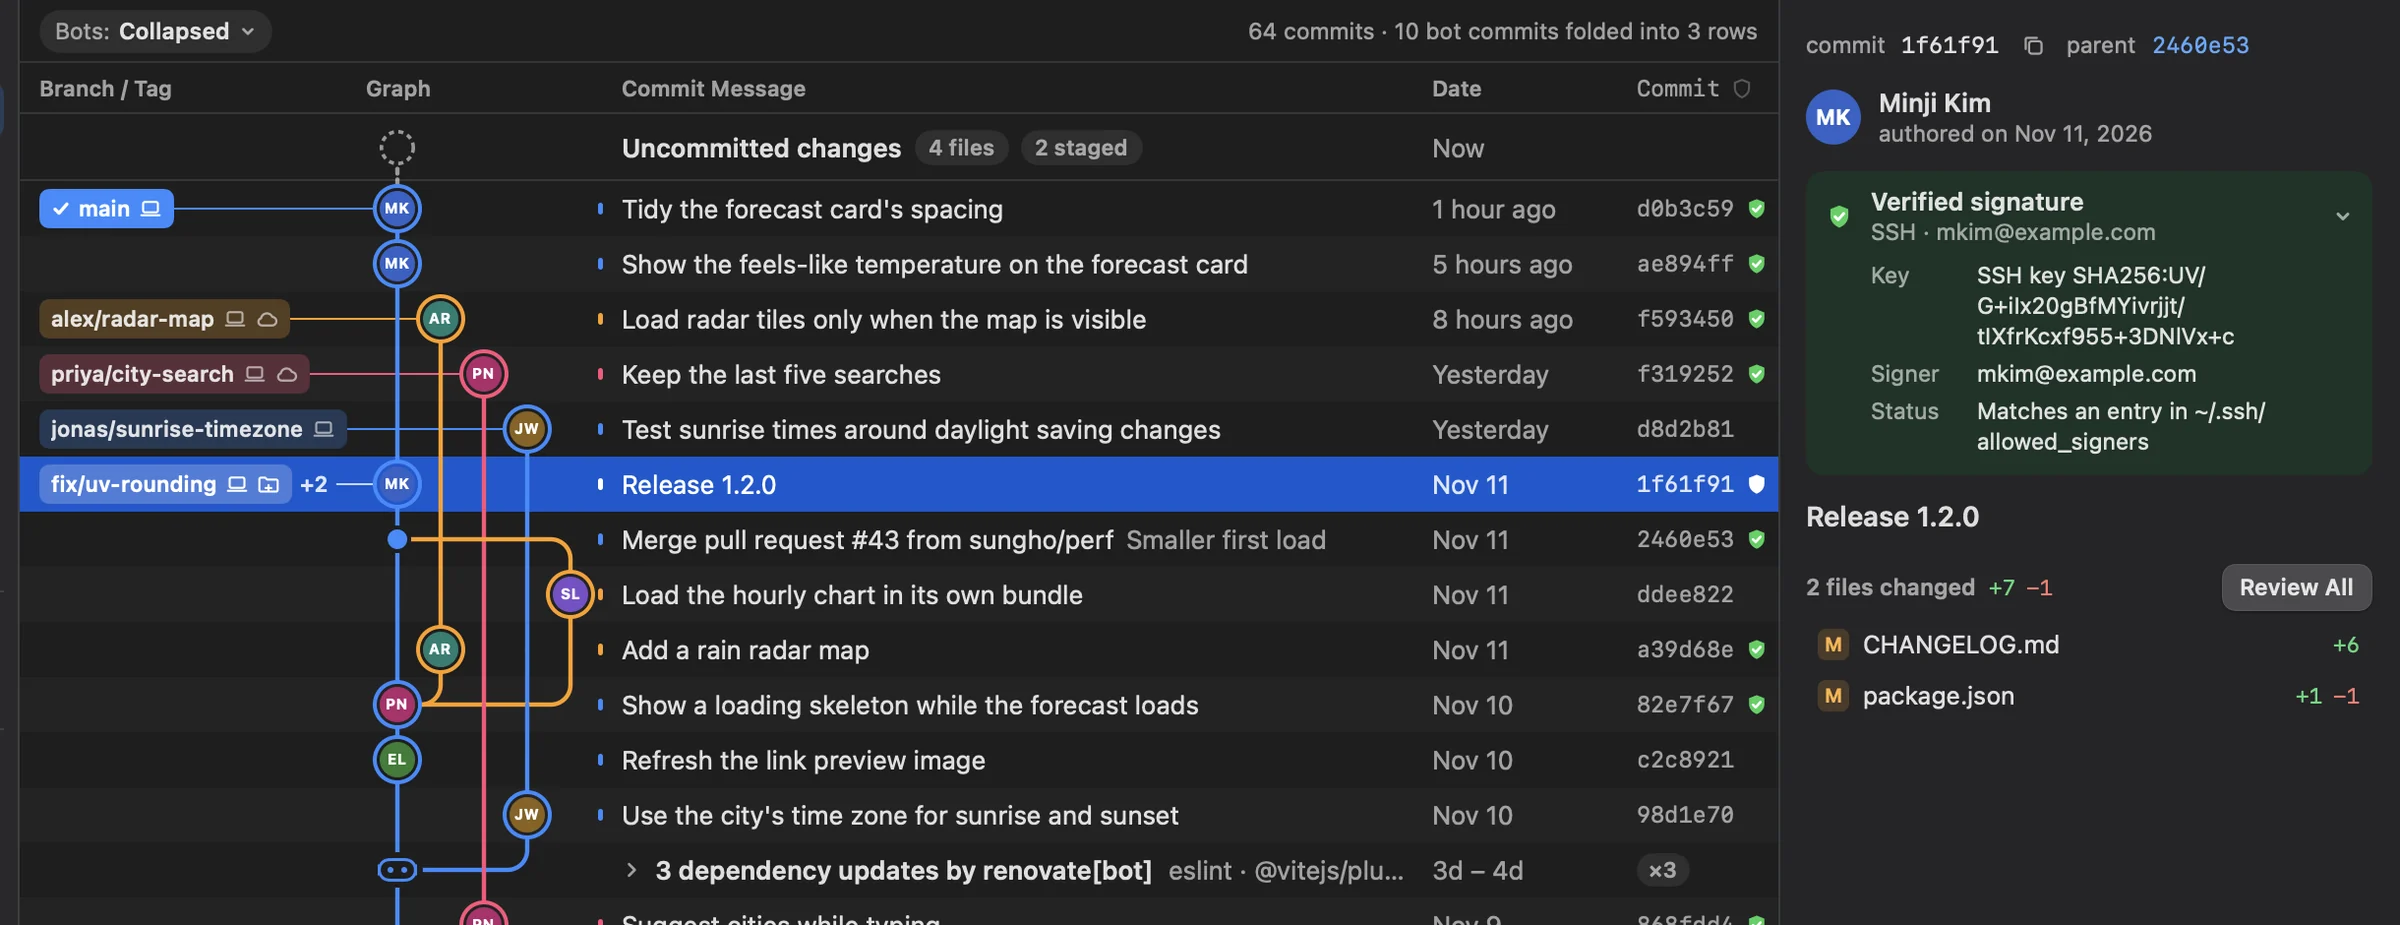 Bots: Collapsed
64 commits · 10 bot commits folded into 3 rows
Branch / Tag Graph Commit Message Date Commit
Uncommitted changes 4 files 2 staged Now
main MK Tidy the forecast card's spacing 1 hour ago d0b3c59
MK Show the feels-like temperature on the forecast card 5 hours ago ae894ff
alex/radar-map AR Load radar tiles only when the map is visible 8 hours ago f593450
priya/city-search PN Keep the last five searches Yesterday f319252
jonas/sunrise-timezone JW Test sunrise times around daylight saving changes Yesterday d8d2b81
fix/uv-rounding +2 MK Release 1.2.0 Nov 11 1f61f91
Merge pull request #43 from sungho/perf Smaller first load Nov 11 2460e53
SL Load the hourly chart in its own bundle Nov 11 ddee822
AR Add a rain radar map Nov 11 a39d68e
PN Show a loading skeleton while the forecast loads Nov 10 82e7f67
EL Refresh the link preview image Nov 10 c2c8921
JW Use the city's time zone for sunrise and sunset Nov 10 98d1e70
3 dependency updates by renovate[bot] eslint · @vitejs/plu... 3d – 4d ×3
PN Suggest cities while typing Nov 9 868fdd4
commit 1f61f91 parent 2460e53
MK Minji Kim
authored on Nov 11, 2026
Verified signature
SSH · mkim@example.com
Key SSH key SHA256:UV/
G+iIx20gBfMYivrjjt/
tIXfrKcxf955+3DNlVx+c
Signer mkim@example.com
Status Matches an entry in ~/.ssh/
allowed_signers
Release 1.2.0
2 files changed +7 −1 Review All
M CHANGELOG.md +6
M package.json +1 −1